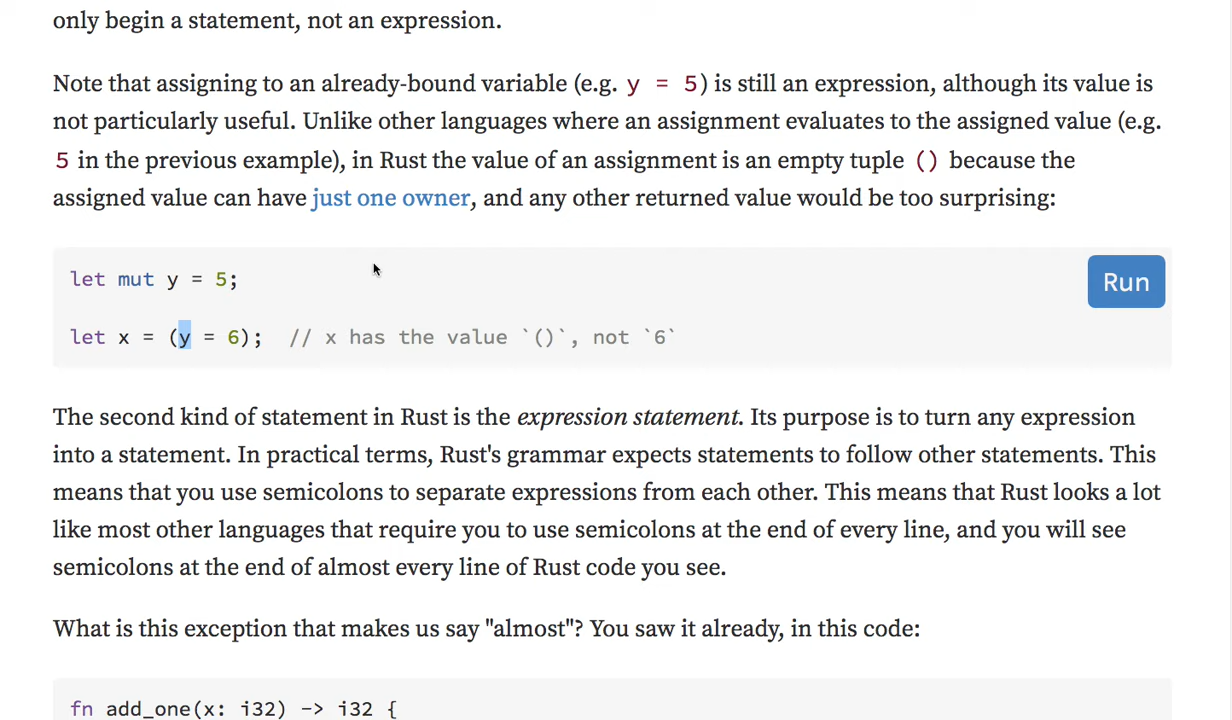 only begin a statement, not an expression.
Note that assigning to an already-bound variable (e.g. y = 5) is still an expression, although its value is
not particularly useful. Unlike other languages where an assignment evaluates to the assigned value (e.g.
5 in the previous example), in Rust the value of an assignment is an empty tuple () because the
assigned value can have just one owner, and any other returned value would be too surprising:
let mut y = 5;
Run
let x = (y = 6);  // x has the value `()`, not `6`
The second kind of statement in Rust is the expression statement. Its purpose is to turn any expression
into a statement. In practical terms, Rust's grammar expects statements to follow other statements. This
means that you use semicolons to separate expressions from each other. This means that Rust looks a lot
like most other languages that require you to use semicolons at the end of every line, and you will see
semicolons at the end of almost every line of Rust code you see.
What is this exception that makes us say "almost"? You saw it already, in this code:
fn add_one(x: i32) -> i32 {